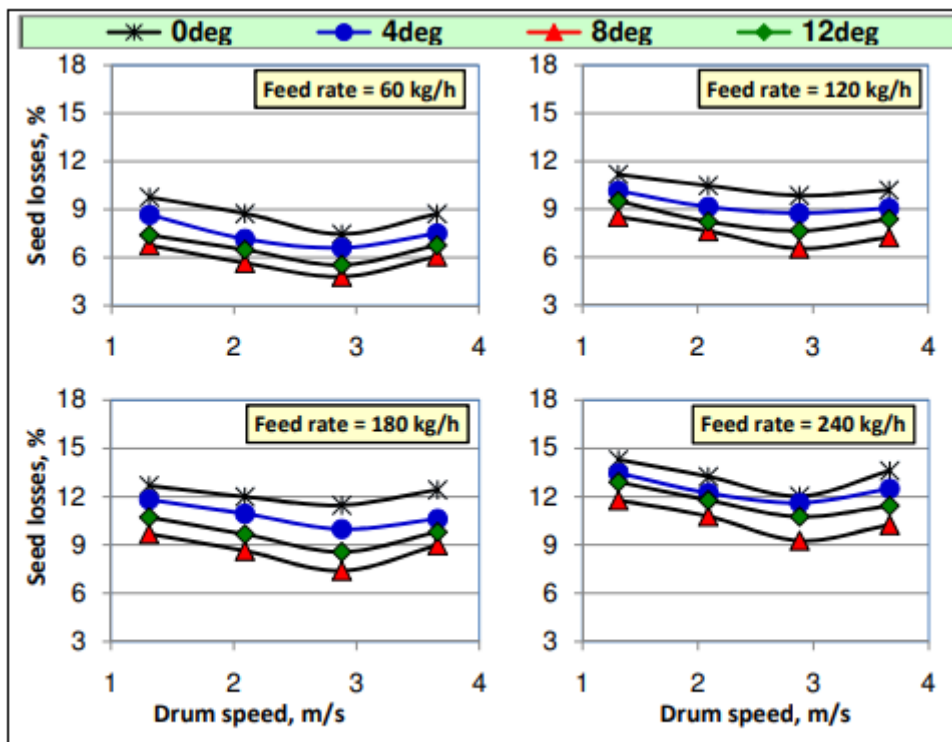 0deg 4deg 8deg 12deg
Feed rate = 60 kg/h
Seed losses, %
18
15
12
9
6
3
1 2 3 4
Feed rate = 120 kg/h
18
15
12
9
6
3
1 2 3 4
Feed rate = 180 kg/h
Seed losses, %
18
15
12
9
6
3
1 2 3 4
Drum speed, m/s
Feed rate = 240 kg/h
18
15
12
9
6
3
1 2 3 4
Drum speed, m/s